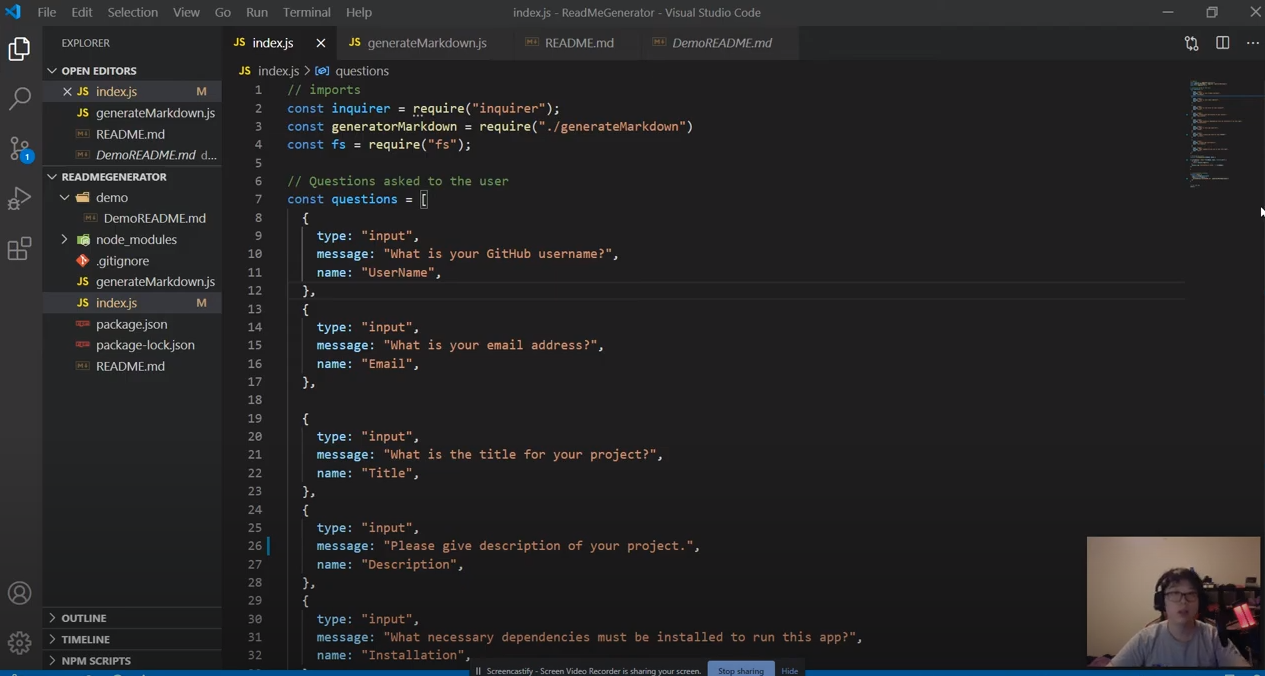 File Edit Selection View Go Run Terminal Help
index.js - ReadMeGenerator - Visual Studio Code
EXPLORER
OPEN EDITORS
JS index.js M
JS generateMarkdown.js
README.md
DemoREADME.md d...
READMEGENERATOR
demo
DemoREADME.md
node_modules
.gitignore
JS generateMarkdown.js
JS index.js M
package.json
package-lock.json
README.md
OUTLINE
TIMELINE
NPM SCRIPTS
1
JS index.js
JS generateMarkdown.js
README.md
DemoREADME.md
JS index.js > questions
1 // imports
2 const inquirer = require("inquirer");
3 const generatorMarkdown = require("./generateMarkdown")
4 const fs = require("fs");
5
6 // Questions asked to the user
7 const questions = [
8 {
9 type: "input",
10 message: "What is your GitHub username?",
11 name: "UserName",
12 },
13 {
14 type: "input",
15 message: "What is your email address?",
16 name: "Email",
17 },
18
19 {
20 type: "input",
21 message: "What is the title for your project?",
22 name: "Title",
23 },
24 {
25 type: "input",
26 message: "Please give description of your project.",
27 name: "Description",
28 },
29 {
30 type: "input",
31 message: "What necessary dependencies must be installed to run this app?",
32 name: "Installation",
Screencastify - Screen Video Recorder is sharing your screen. Stop sharing Hide